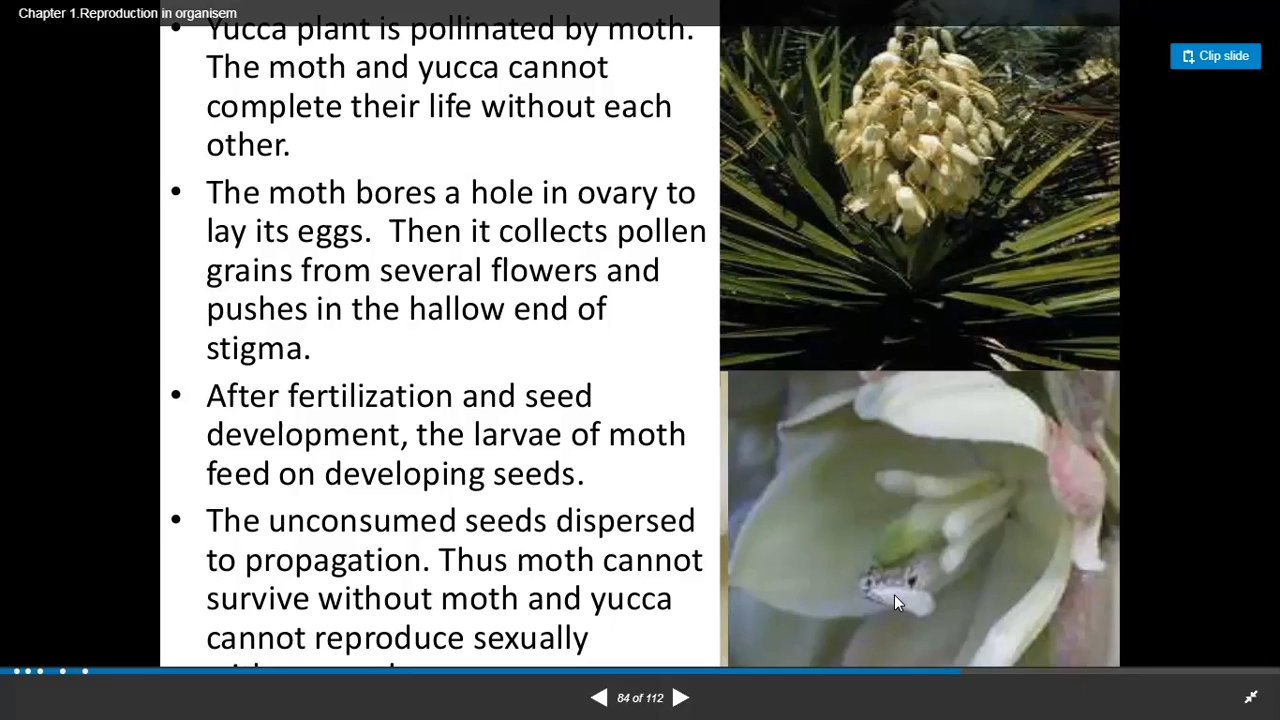 Chapter 1.Reproduction in organisem
Yucca plant is pollinated by moth.
The moth and yucca cannot
complete their life without each
other.
Clip slide
The moth bores a hole in ovary to
lay its eggs. Then it collects pollen
grains from several flowers and
pushes in the hallow end of
stigma.
After fertilization and seed
development, the larvae of moth
feed on developing seeds.
The unconsumed seeds dispersed
to propagation. Thus moth cannot
survive without moth and yucca
cannot reproduce sexually
84 of 112